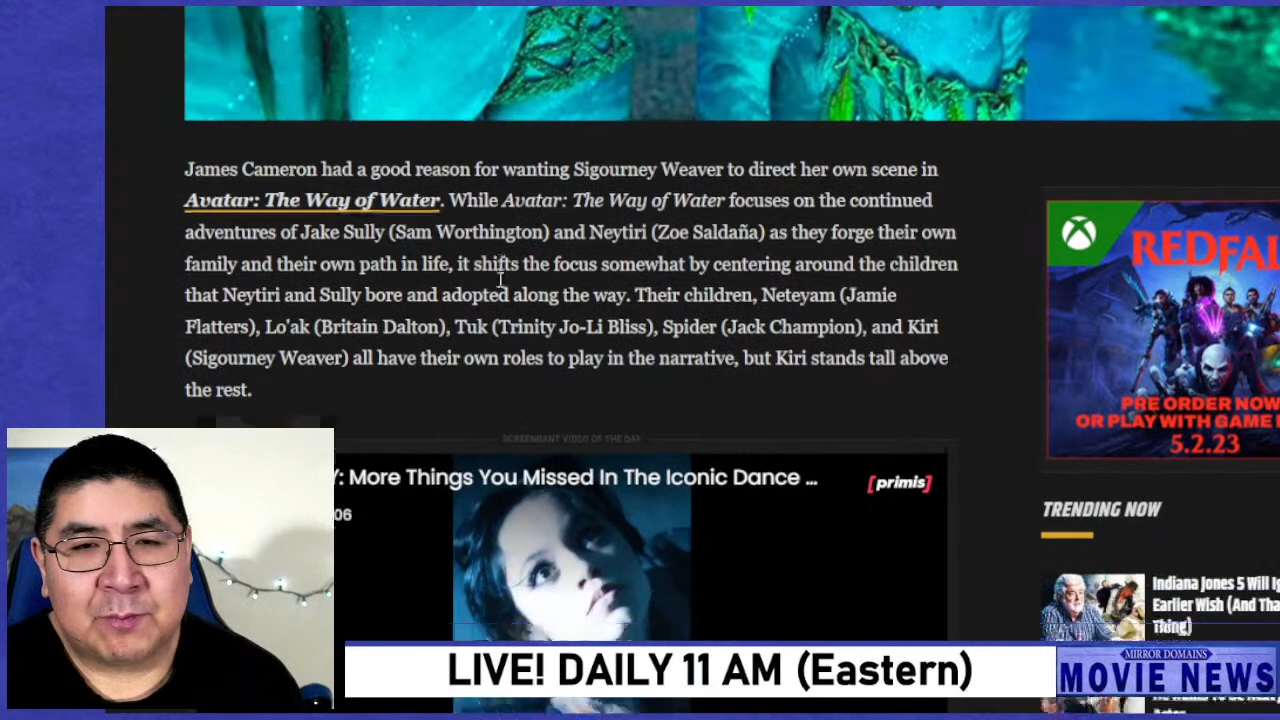 James Cameron had a good reason for wanting Sigourney Weaver to direct her own scene in
Avatar: The Way of Water. While Avatar: The Way of Water focuses on the continued
adventures of Jake Sully (Sam Worthington) and Neytiri (Zoe Saldaña) as they forge their own
family and their own path in life, it shifts the focus somewhat by centering around the children
that Neytiri and Sully bore and adopted along the way. Their children, Neteyam (Jamie
Flatters), Lo'ak (Britain Dalton), Tuk (Trinity Jo-Li Bliss), Spider (Jack Champion), and Kiri
(Sigourney Weaver) all have their own roles to play in the narrative, but Kiri stands tall above
the rest.
REDFAL
PRE ORDER NOW
OR PLAY WITH GAME
5.2.23
SCREENRANT VIDEO OF THE DAY
Y: More Things You Missed In The Iconic Dance ...
[primis]
06
TRENDING NOW
Indiana Jones 5 Will Ig
Earlier Wish (And Tha
Thing)
LIVE! DAILY 11 AM (Eastern)
MIRROR DOMAINS
MOVIE NEWS